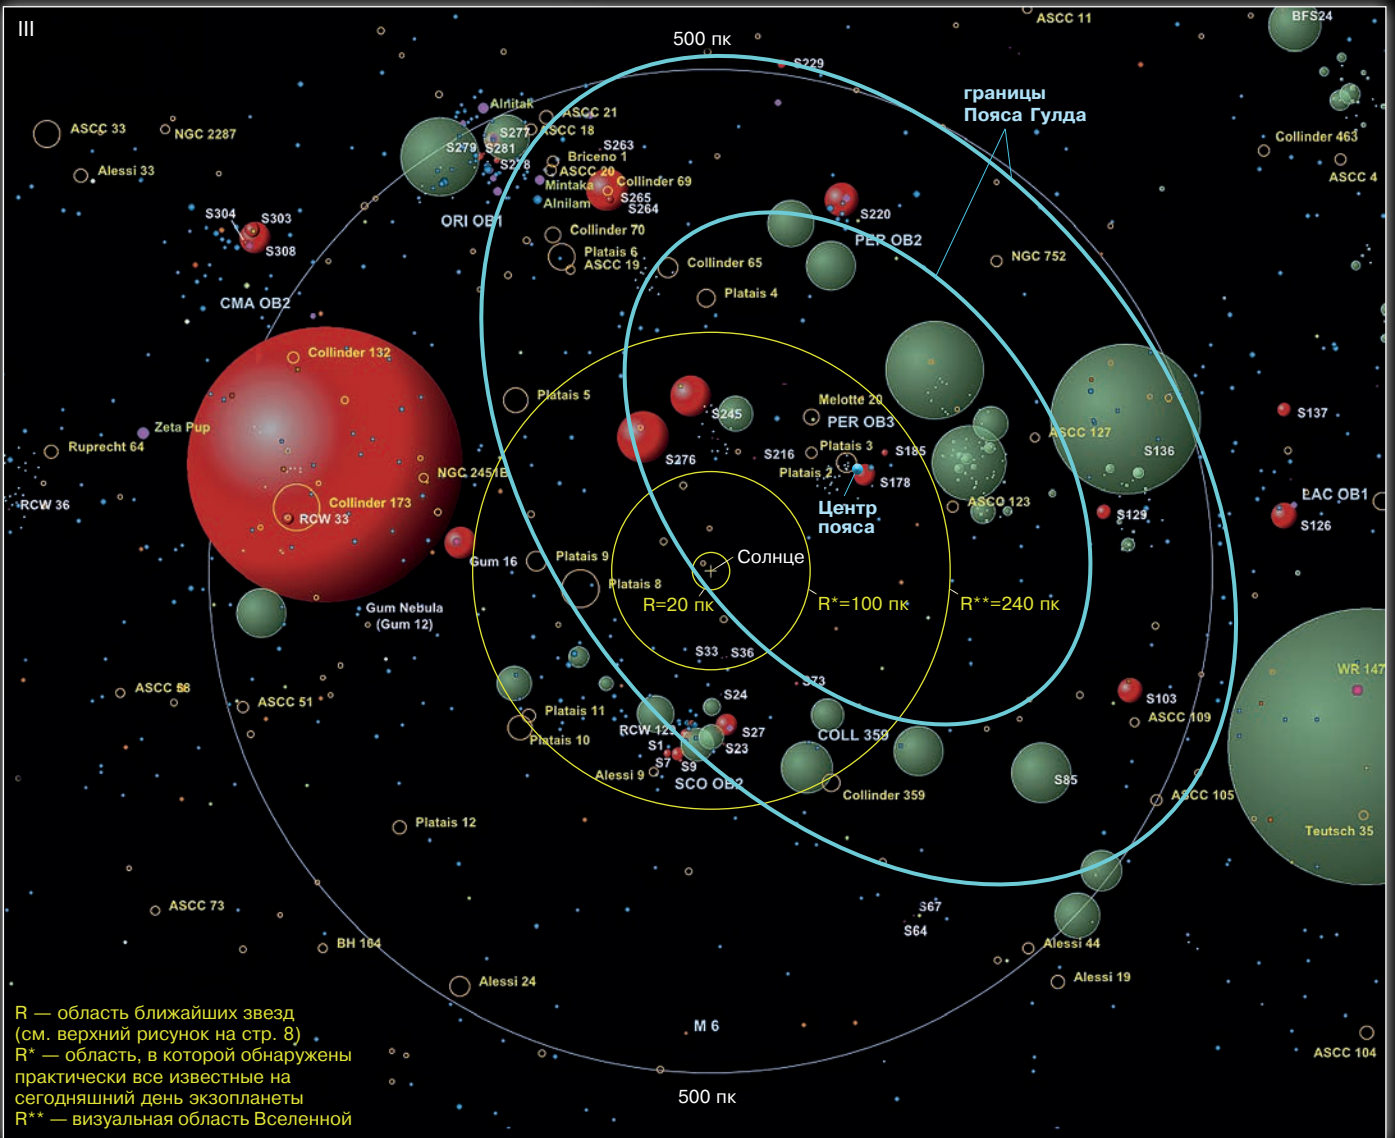 III
500 пк
ASCC 11
BFS24
S229
границы
Пояса Гулда
Alnitak
ASCC 21
ASCC 33
NGC 2287
S277
ASCC 18
S279
S281
S278
S263
Collinder 463
Briceno 1
ASCC 20
Alessi 33
Mintaka
Collinder 69
ASCC 4
Alnilam
S265
S264
S304
S303
ORI OB1
S220
S308
Collinder 70
PER OB2
Platais 6
ASCC 19
Collinder 65
NGC 752
CMA OB2
Platais 4
Collinder 132
Platais 5
Melotte 20
S245
PER OB3
S137
Zeta Pup
ASCC 127
Ruprecht 64
Platais 3
S216
S185
S136
S276
NGC 2451B
Platais 2
S178
RCW 36
Collinder 173
Центр
пояса
ASCC 123
LAC OB1
RCW 33
S129
S126
Gum 16
Platais 9
Солнце
Platais 8
R=20 пк
R*=100 пк
R**=240 пк
Gum Nebula
(Gum 12)
S33
S36
WR 147
ASCC 58
S73
S24
S103
ASCC 51
Platais 11
ASCC 109
RCW 129
S27
COLL 359
Platais 10
S1
S23
S7
S9
Alessi 9
SCO OB2
S85
Collinder 359
ASCC 105
Platais 12
Teutsch 35
ASCC 73
S67
S64
BH 164
Alessi 44
Alessi 24
Alessi 19
M 6
ASCC 104
500 пк
R — область ближайших звезд
(см. верхний рисунок на стр. 8)
R* — область, в которой обнаружены
практически все известные на
сегодняшний день экзопланеты
R** — визуальная область Вселенной